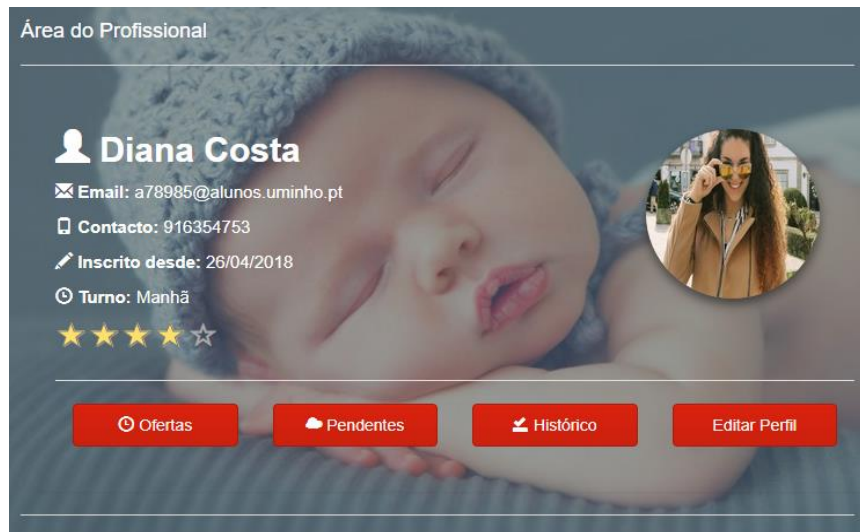 Área do Profissional
Diana Costa
Email: a78985@alunos.uminho.pt
Contacto: 916354753
Inscrito desde: 26/04/2018
Turno: Manhã
Ofertas
Pendentes
Histórico
Editar Perfil